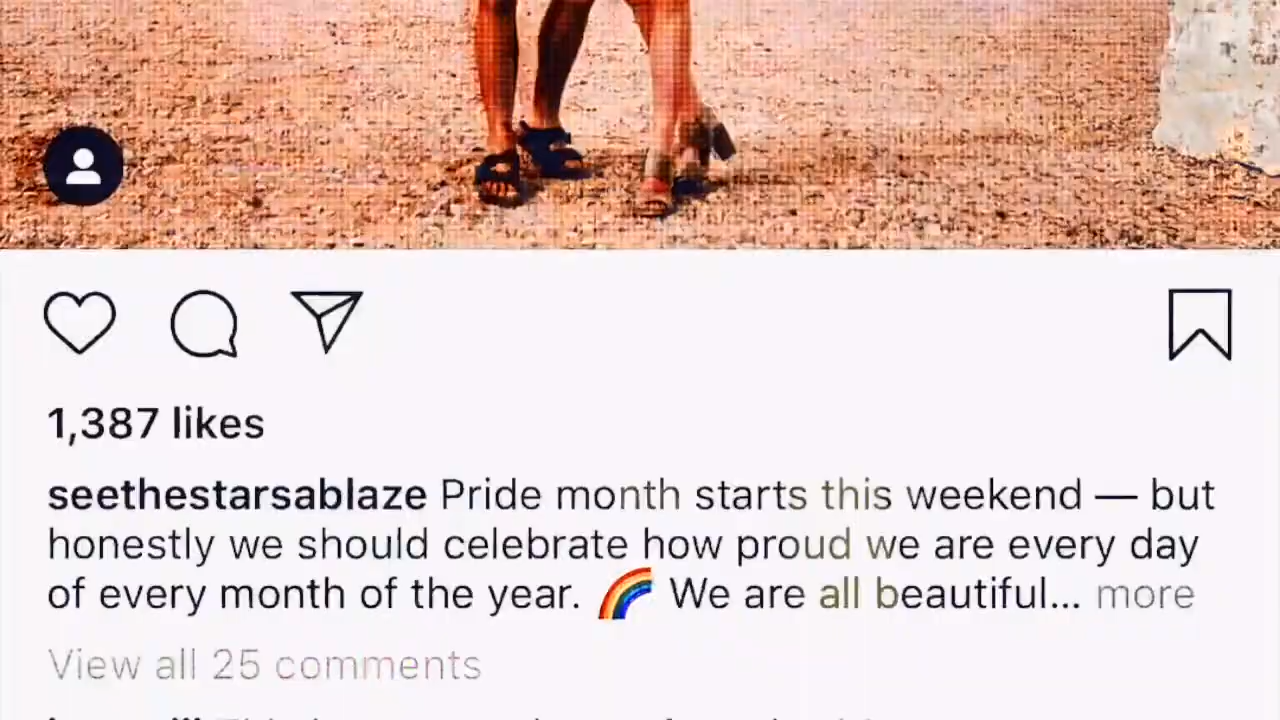 1,387 likes
seethestarsablaze Pride month starts this weekend — but
honestly we should celebrate how proud we are every day
of every month of the year. 🌈 We are all beautiful... more
View all 25 comments